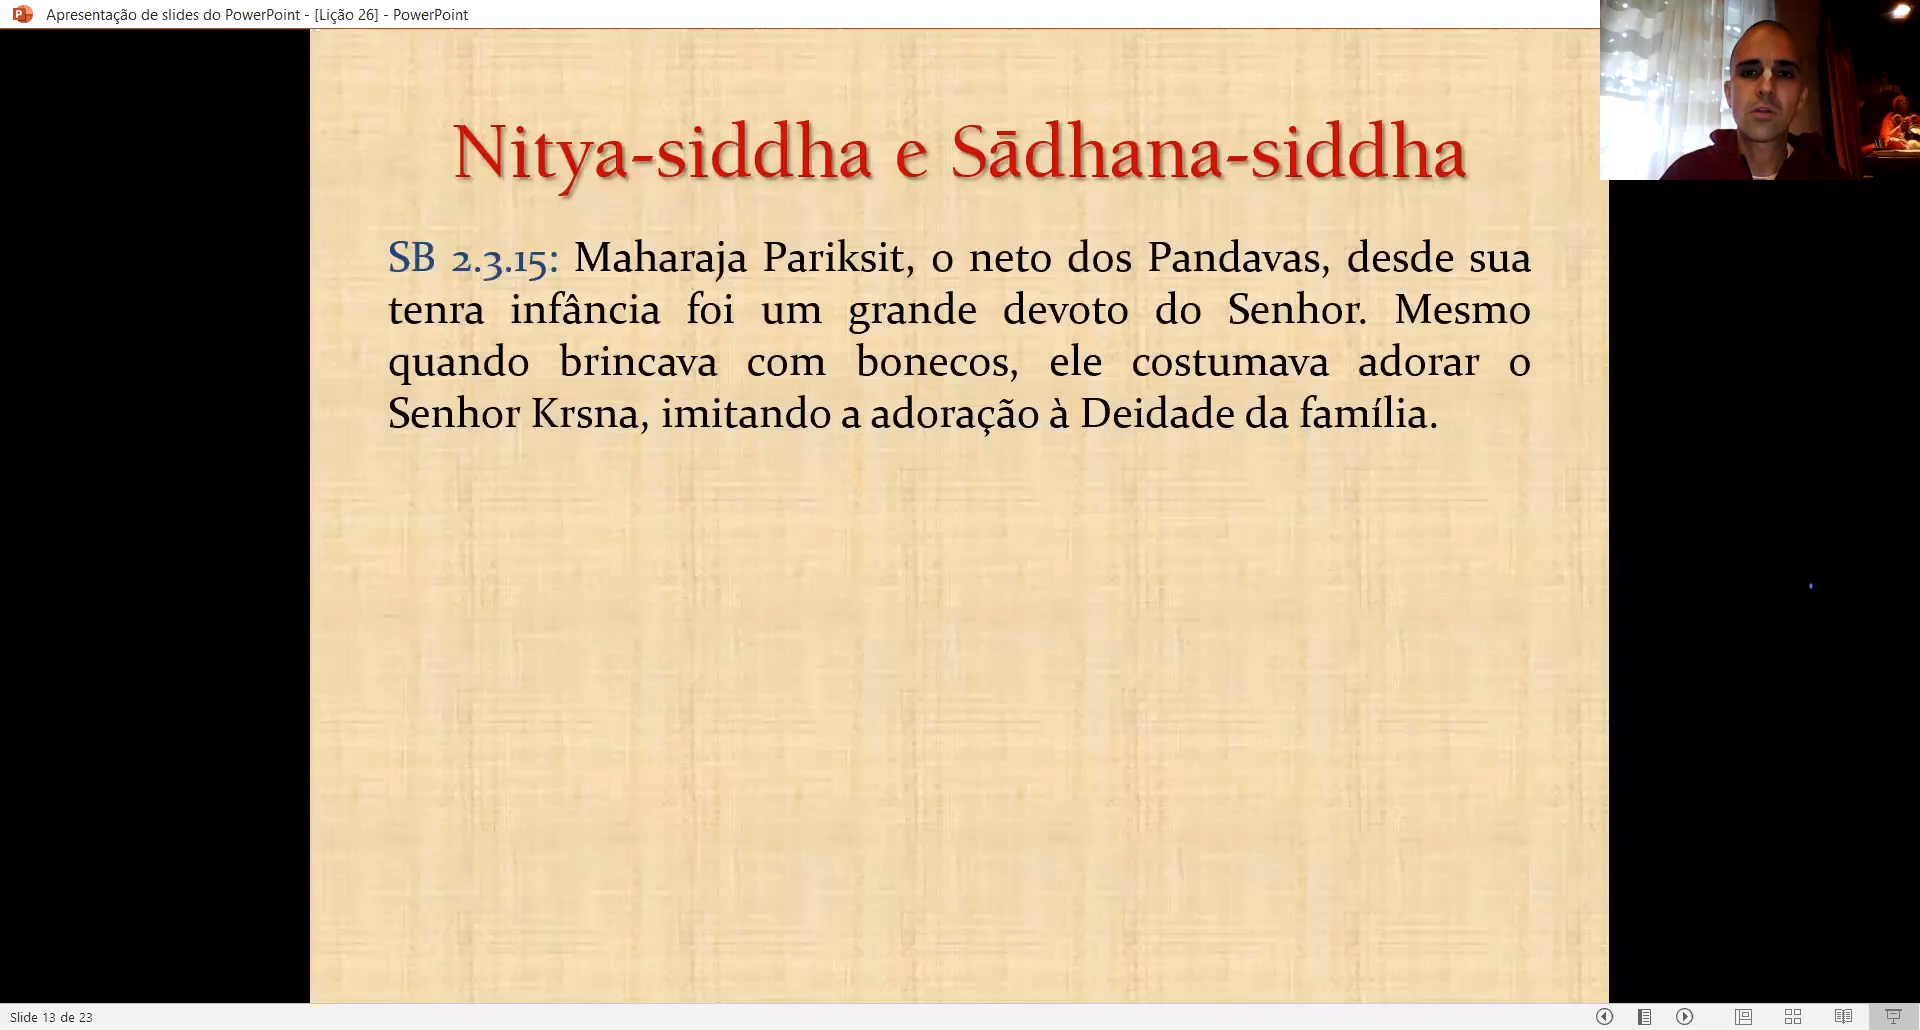 Apresentação de slides do PowerPoint - [Lição 26] - PowerPoint
Nitya-siddha e Sādhana-siddha
SB 2.3.15: Maharaja Pariksit, o neto dos Pandavas, desde sua
tenra infância foi um grande devoto do Senhor. Mesmo
quando brincava com bonecos, ele costumava adorar o
Senhor Krsna, imitando a adoração à Deidade da família.
Slide 13 de 23